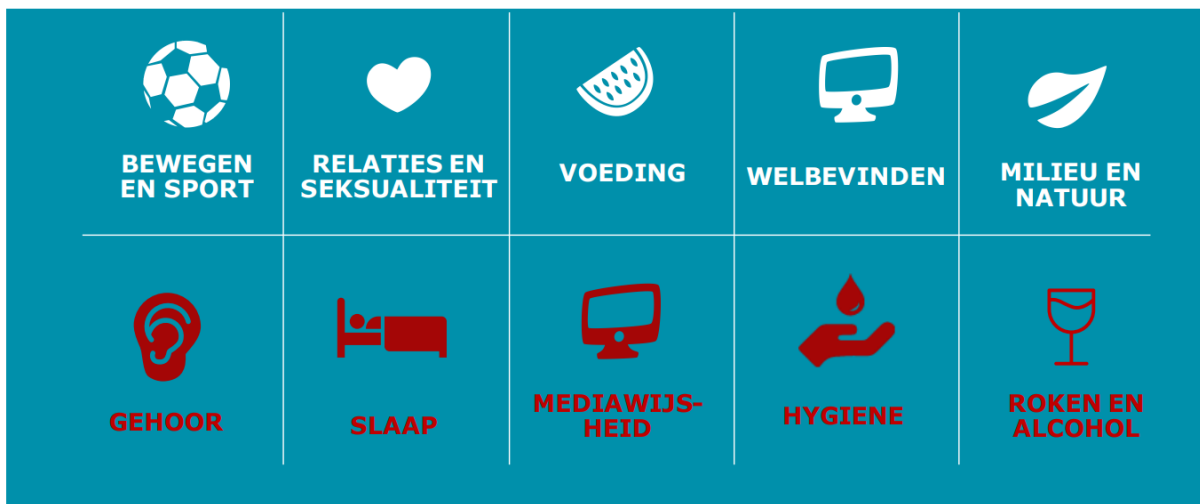 BEWEGEN
EN SPORT
RELATIES EN
SEKSUALITEIT
VOEDING
WELBEVINDEN
MILIEU EN
NATUUR
GEHOOR
SLAAP
MEDIAWIJS-
HEID
HYGIENE
ROKEN EN
ALCOHOL